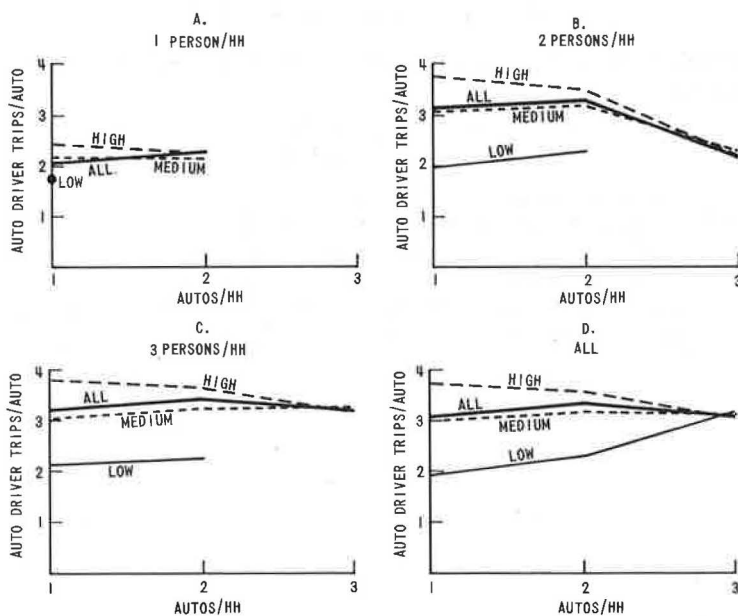 A.
1 PERSON/HH
AUTO DRIVER TRIPS/AUTO
4
3
2
1
HIGH
ALL.
MEDIUM
LOW
1 2 3
AUTOS/HH
B.
2 PERSONS/HH
AUTO DRIVER TRIPS/AUTO
4
3
2
1
HIGH
ALL
MEDIUM
LOW
1 2 3
AUTOS/HH
C.
3 PERSONS/HH
AUTO DRIVER TRIPS/AUTO
4
3
2
1
HIGH
ALL
MEDIUM
LOW
1 2 3
AUTOS/HH
D.
ALL
AUTO DRIVER TRIPS/AUTO
4
3
2
1
HIGH
ALL
MEDIUM
LOW
1 2 3
AUTOS/HH